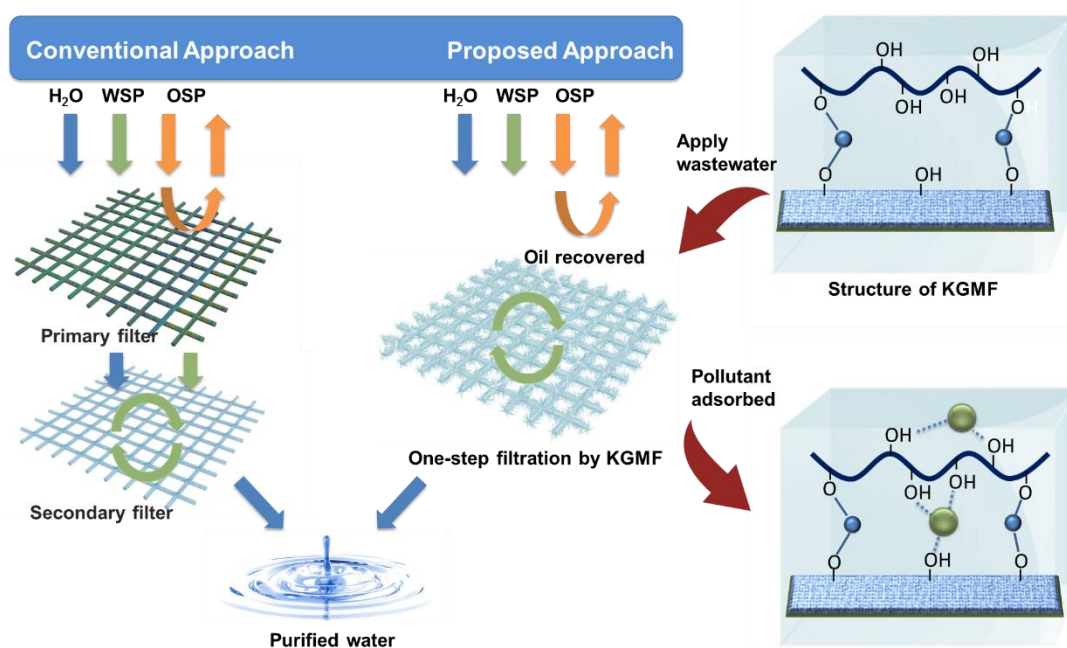 Conventional Approach
Proposed Approach
H₂O WSP OSP
H₂O WSP OSP
Primary filter
Secondary filter
Oil recovered
One-step filtration by KGMF
Purified water
Apply
wastewater
OH
OH
OH
OH
O
OH
O
OH
O
Structure of KGMF
Pollutant
adsorbed
OH
OH
O
OH
OH
O
O
OH
O